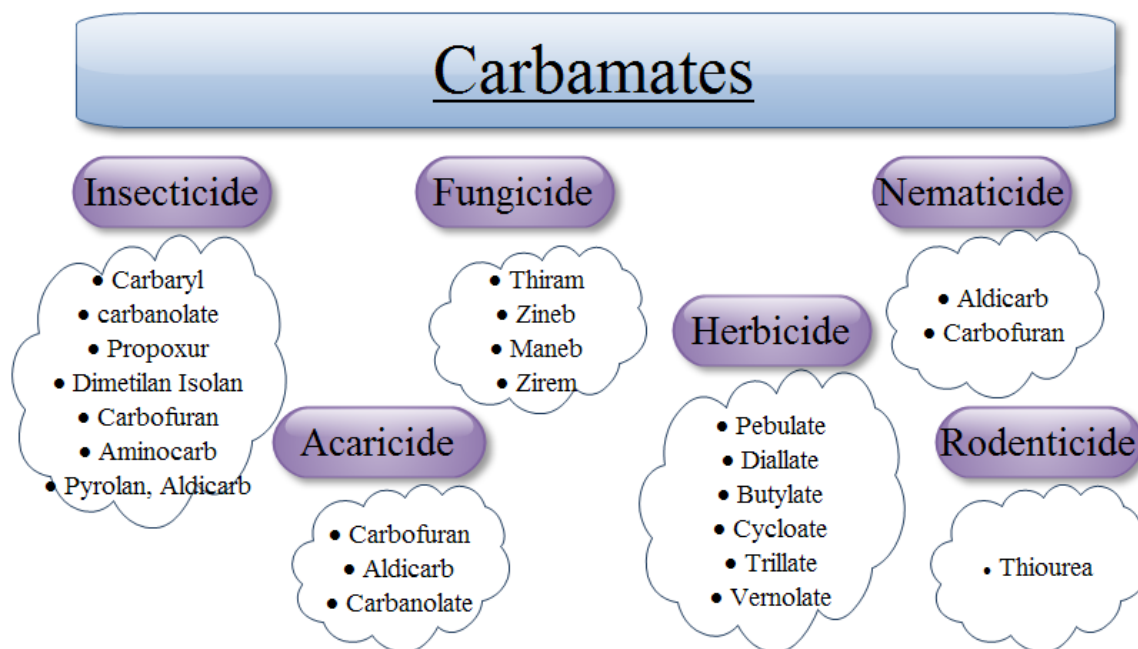 Carbamates
Insecticide
• Carbaryl
• carbanolate
• Propoxur
• Dimetilan Isolan
• Carbofuran
• Aminocarb
• Pyrolan, Aldicarb
Acaricide
• Carbofuran
• Aldicarb
• Carbanolate
Fungicide
• Thiram
• Zineb
• Maneb
• Zirem
Herbicide
• Pebulate
• Diallate
• Butylate
• Cycloate
• Trillate
• Vernolate
Nematicide
• Aldicarb
• Carbofuran
Rodenticide
• Thiourea